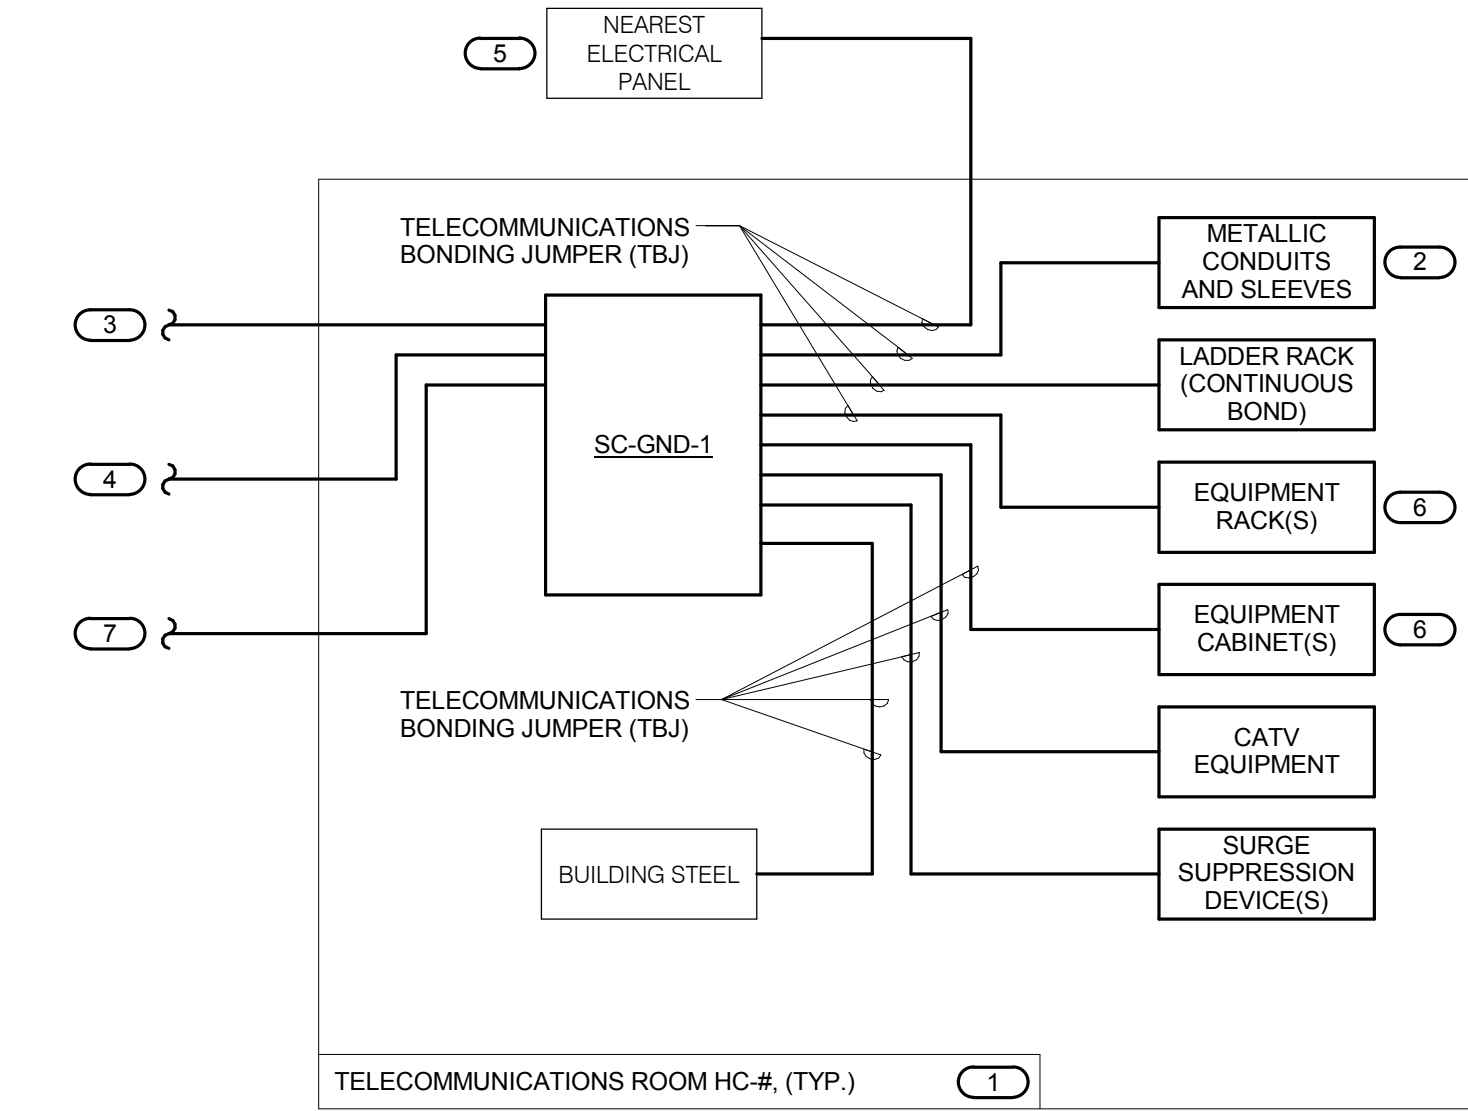 NEAREST
ELECTRICAL
PANEL
5
TELECOMMUNICATIONS
BONDING JUMPER (TBJ)
METALLIC
CONDUITS
AND SLEEVES
2
3
LADDER RACK
(CONTINUOUS
BOND)
SC-GND-1
4
EQUIPMENT
RACK(S)
6
7
EQUIPMENT
CABINET(S)
6
TELECOMMUNICATIONS
BONDING JUMPER (TBJ)
CATV
EQUIPMENT
BUILDING STEEL
SURGE
SUPPRESSION
DEVICE(S)
TELECOMMUNICATIONS ROOM HC-#, (TYP.)
1